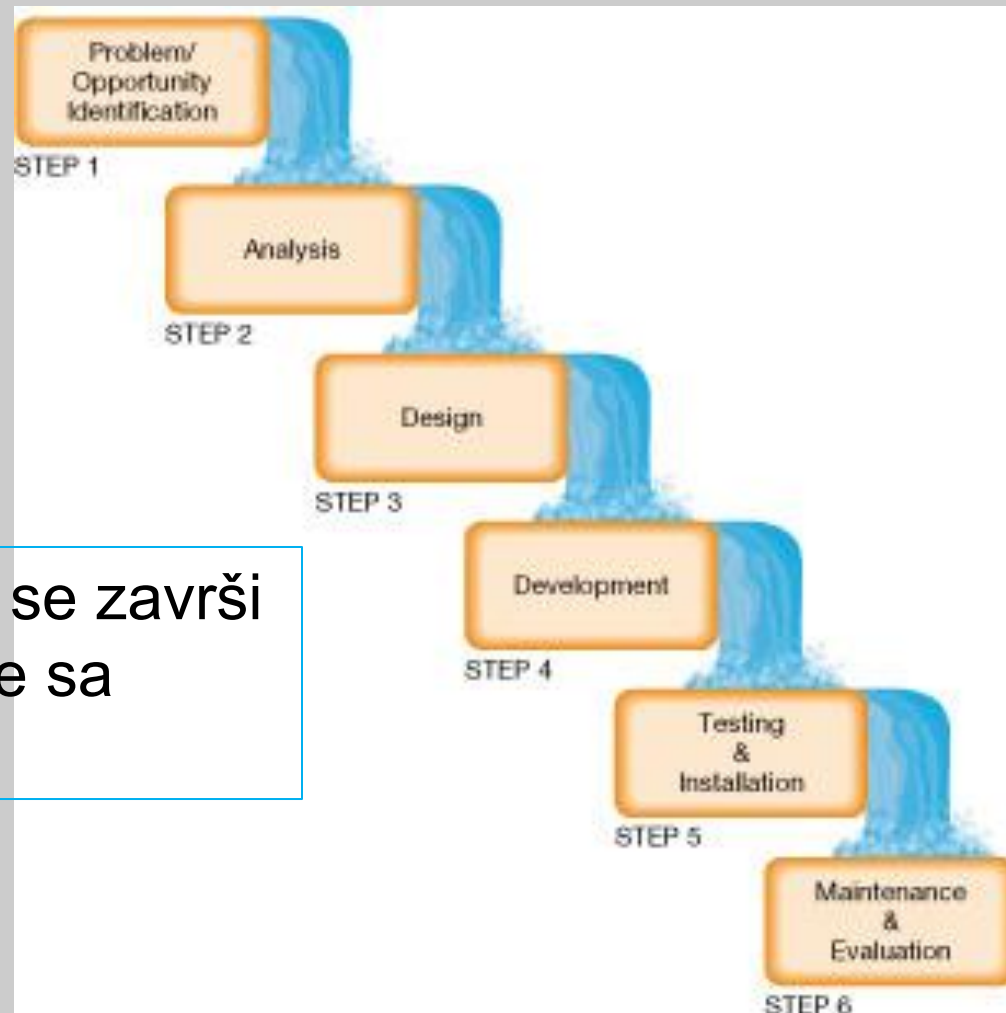 Problem/
Opportunity
Identification
STEP 1
Analysis
STEP 2
Design
STEP 3
se završi
e sa
Development
STEP 4
Testing
&
Installation
STEP 5
Maintenance
&
Evaluation
STEP 6